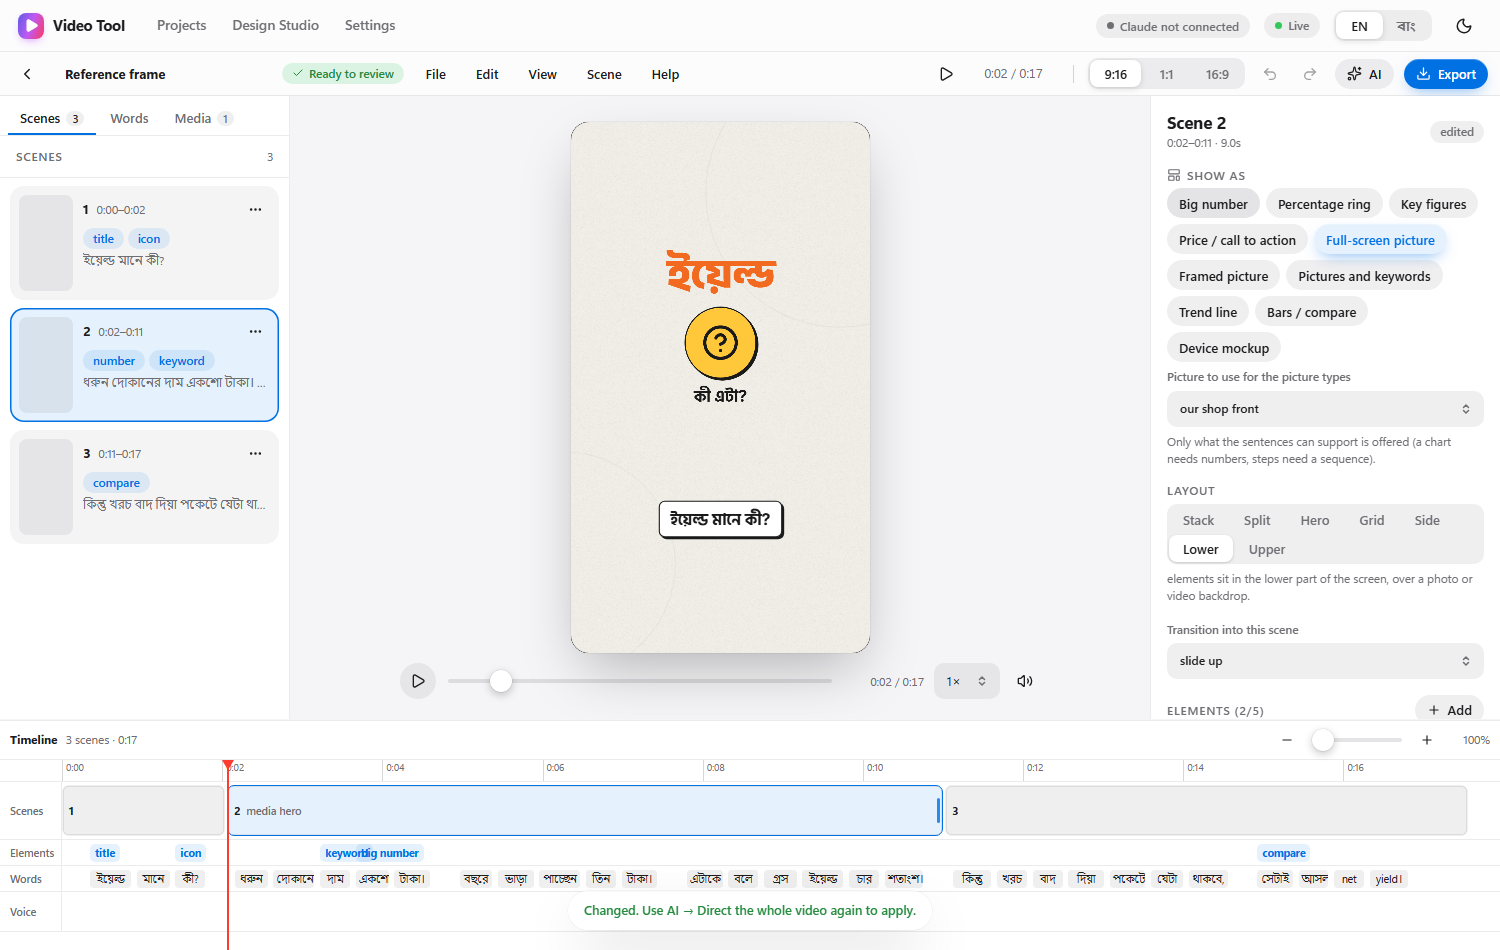 Video Tool
Projects
Design Studio
Settings
Claude not connected
Live
EN
বাং
Reference frame
Ready to review
File
Edit
View
Scene
Help
0:02 / 0:17
9:16
1:1
16:9
AI
Export
Scenes 3
Words
Media 1
SCENES
3
1 0:00–0:02
title
icon
ইয়েল্ড মানে কী?
2 0:02–0:11
number
keyword
ধরুন দোকানের দাম একশো টাকা। ...
3 0:11–0:17
compare
কিন্তু খরচ বাদ দিয়া পকেটে যেটা থা...
ইয়েল্ড
কী এটা?
ইয়েল্ড মানে কী?
0:02 / 0:17
1×
Scene 2
0:02–0:11 · 9.0s
edited
SHOW AS
Big number
Percentage ring
Key figures
Price / call to action
Full-screen picture
Framed picture
Pictures and keywords
Trend line
Bars / compare
Device mockup
Picture to use for the picture types
our shop front
Only what the sentences can support is offered (a chart
needs numbers, steps need a sequence).
LAYOUT
Stack
Split
Hero
Grid
Side
Lower
Upper
elements sit in the lower part of the screen, over a photo or
video backdrop.
Transition into this scene
slide up
ELEMENTS (2/5)
+ Add
Timeline 3 scenes · 0:17
100%
0:00
0:02
0:04
0:06
0:08
0:10
0:12
0:14
0:16
Scenes
1
2 media hero
3
Elements
title
icon
keyword
big number
compare
Words
ইয়েল্ড মানে কী? ধরুন দোকানে দাম একশো টাকা। বছরে ভাড়া পাচ্ছেন তিন টাকা। এটাকে বলে গ্রস ইয়েল্ড চার শতাংশ। কিন্তু খরচ বাদ দিয়া পকেটে যেটা থাকবে, সেটাই আসল net yield।
Voice
Changed. Use AI → Direct the whole video again to apply.